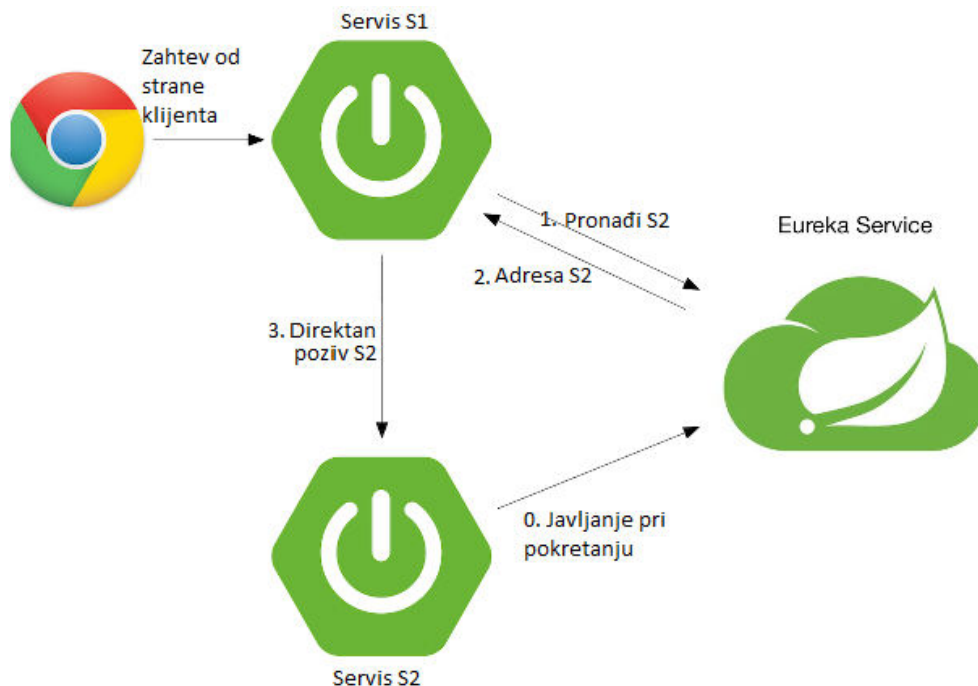 Servis S1
Zahtev od
strane
klijenta
1. Pronađi S2
Eureka Service
2. Adresa S2
3. Direktan
poziv S2
0. Javljanje pri
pokretanju
Servis S2